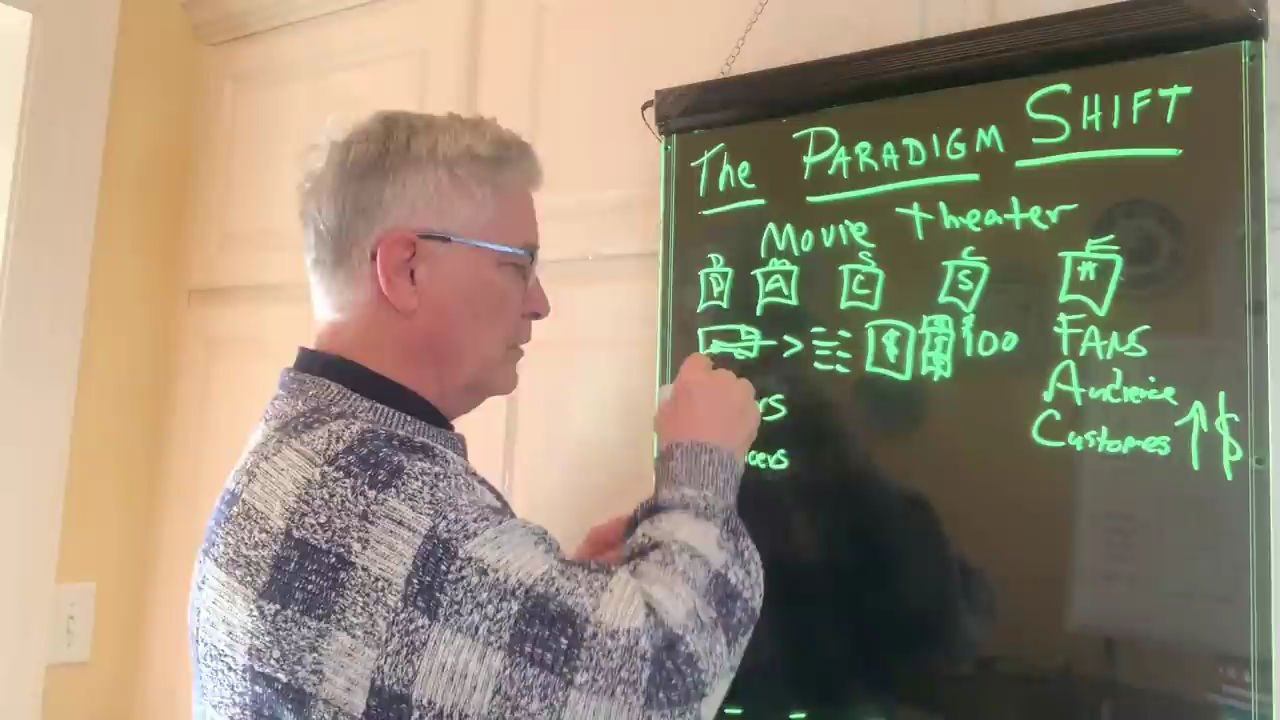 The PARADIGM SHIFT
Movie theater
D A C S A
$ $100 FANS
Audience
Customers ↑ $